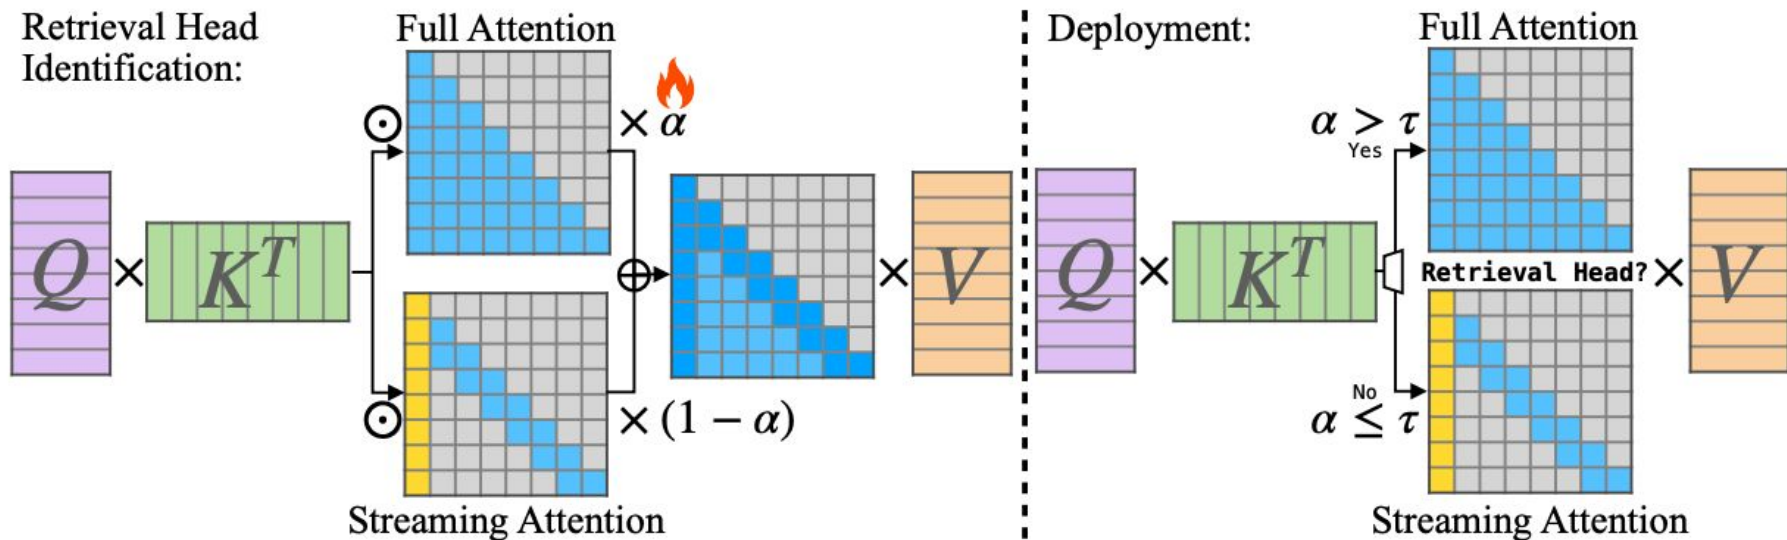 Retrieval Head
Identification:
Full Attention
⊙
× α
Q
×
K^T
⊕
×
V
⊙
× (1 − α)
Streaming Attention
Deployment:
Full Attention
α > τ
Yes
Q
×
K^T
Retrieval Head?
×
V
No
α ≤ τ
Streaming Attention